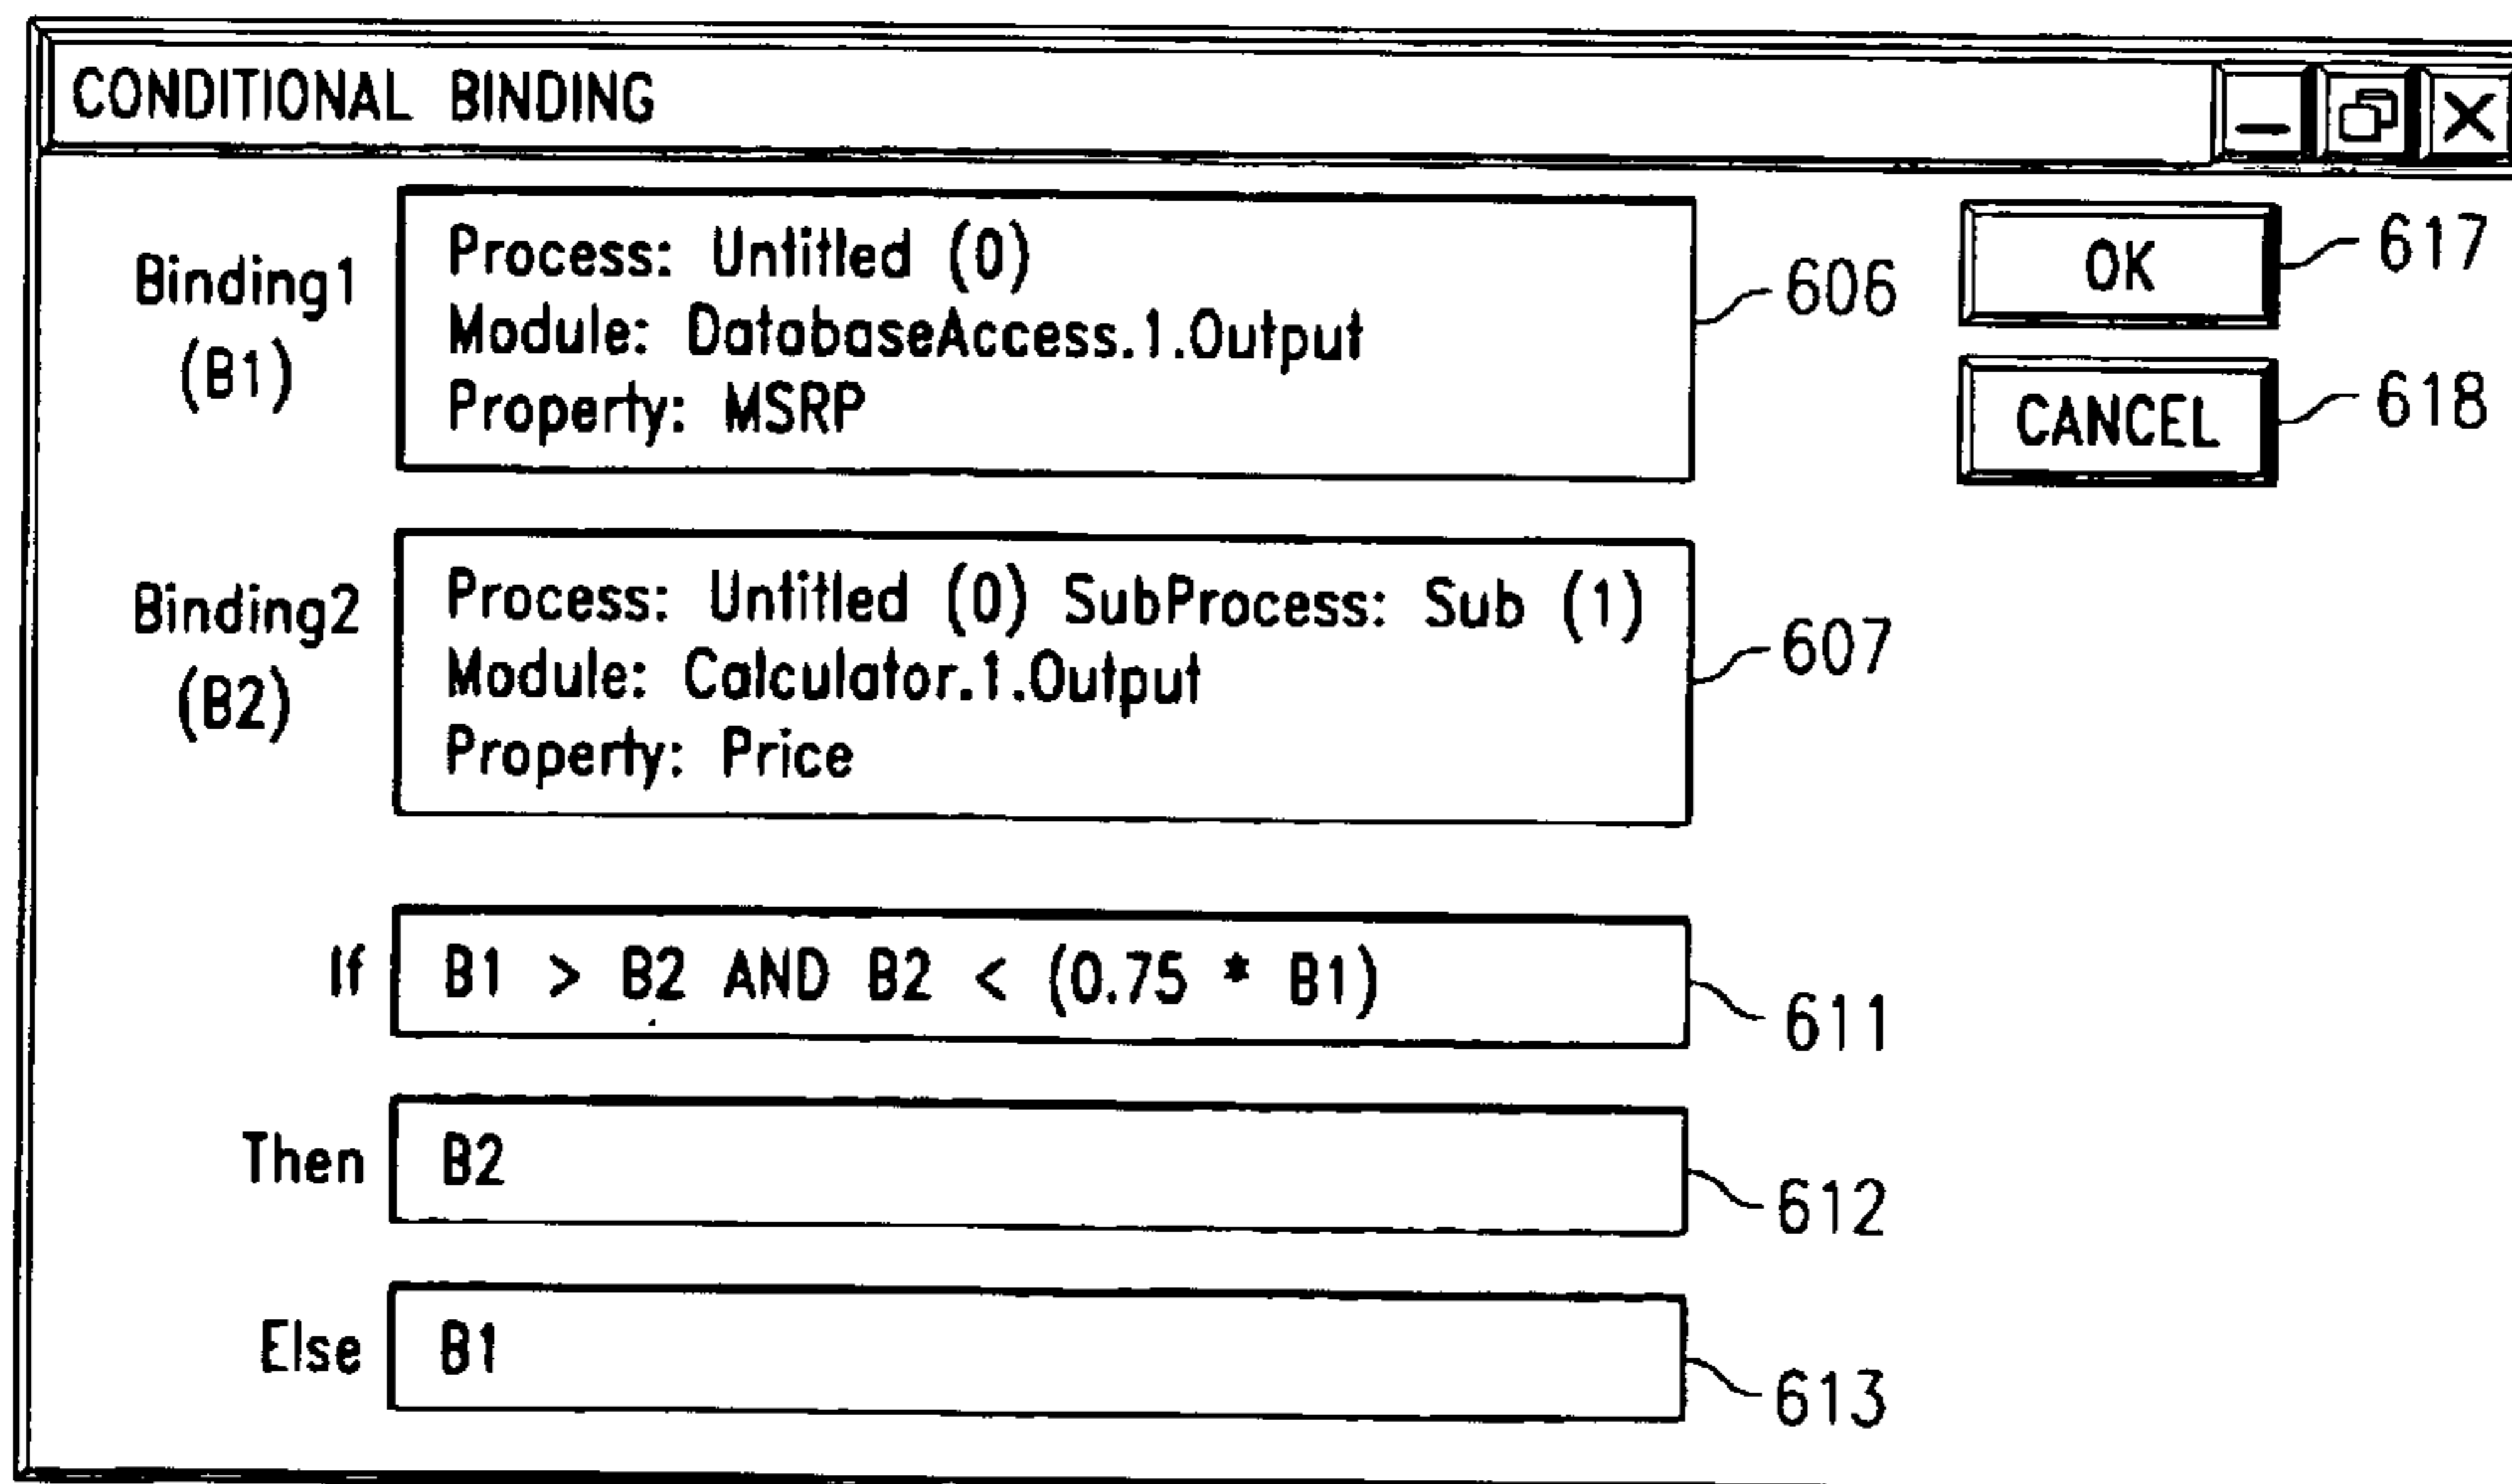 CONDITIONAL BINDING
Binding1
(B1)
Process: Untitled (0)
Module: DatabaseAccess.1.Output
Property: MSRP
606
OK
617
CANCEL
618
Binding2
(B2)
Process: Untitled (0) SubProcess: Sub (1)
Module: Calculator.1.Output
Property: Price
607
If
B1 > B2 AND B2 < (0.75 * B1)
611
Then
B2
612
Else
B1
613